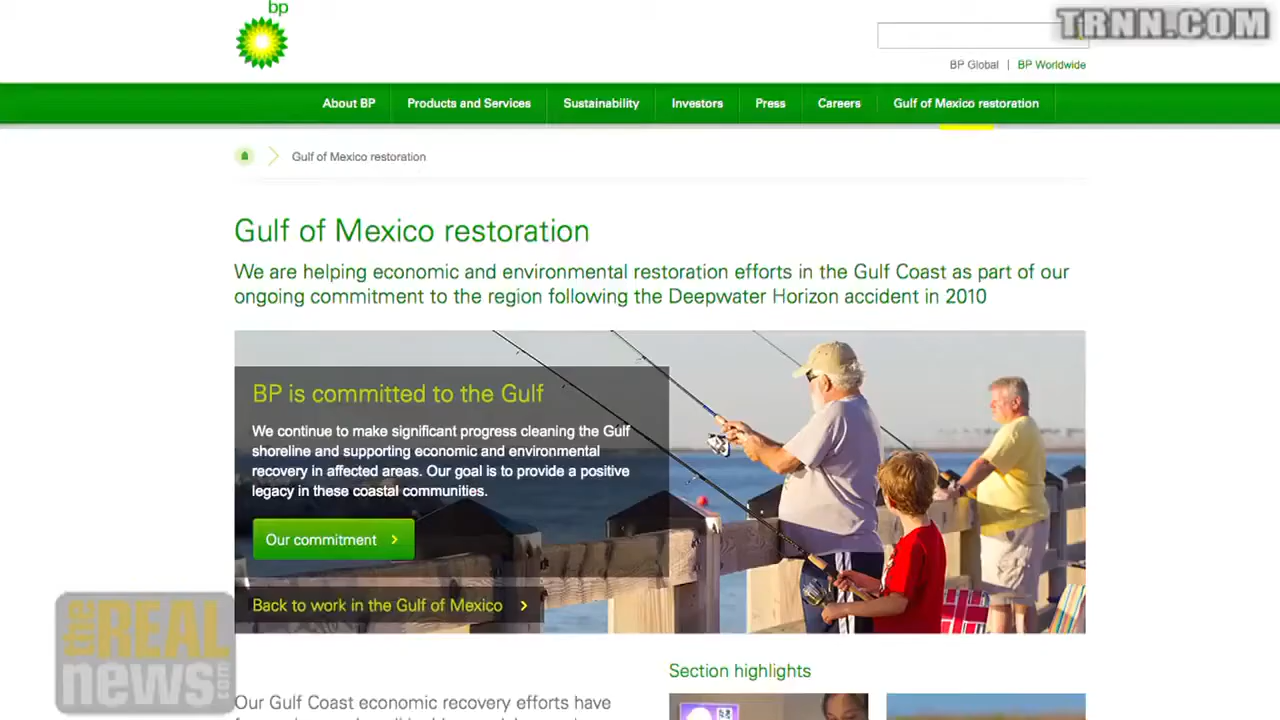 bp
TRNN.COM
BP Global | BP Worldwide
About BP
Products and Services
Sustainability
Investors
Press
Careers
Gulf of Mexico restoration
Gulf of Mexico restoration
Gulf of Mexico restoration
We are helping economic and environmental restoration efforts in the Gulf Coast as part of our
ongoing commitment to the region following the Deepwater Horizon accident in 2010
BP is committed to the Gulf
We continue to make significant progress cleaning the Gulf
shoreline and supporting economic and environmental
recovery in affected areas. Our goal is to provide a positive
legacy in these coastal communities.
Our commitment
Back to work in the Gulf of Mexico
the REAL
news.com
Section highlights
Our Gulf Coast economic recovery efforts have